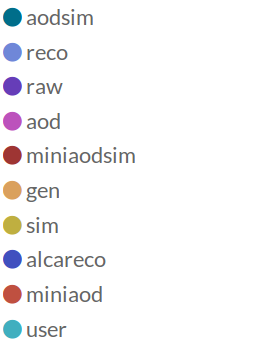 aodsim
reco
raw
aod
miniaodsim
gen
sim
alcareco
miniaod
user